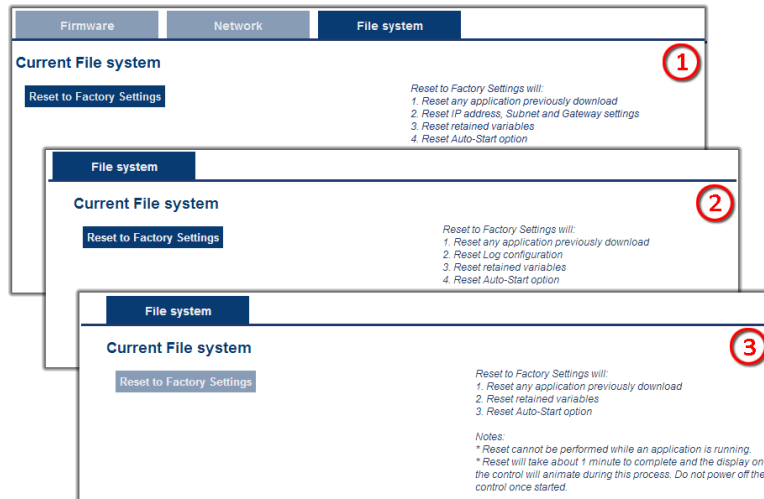 Firmware
Network
File system
1
Current File system
Reset to Factory Settings
Reset to Factory Settings will:
1. Reset any application previously download
2. Reset IP address, Subnet and Gateway settings
3. Reset retained variables
4. Reset Auto-Start option
File system
2
Current File system
Reset to Factory Settings
Reset to Factory Settings will:
1. Reset any application previously download
2. Reset Log configuration
3. Reset retained variables
4. Reset Auto-Start option
File system
3
Current File system
Reset to Factory Settings
Reset to Factory Settings will:
1. Reset any application previously download
2. Reset retained variables
3. Reset Auto-Start option
Notes:
* Reset cannot be performed while an application is running.
* Reset will take about 1 minute to complete and the display on
the control will animate during this process. Do not power off the
control once started.